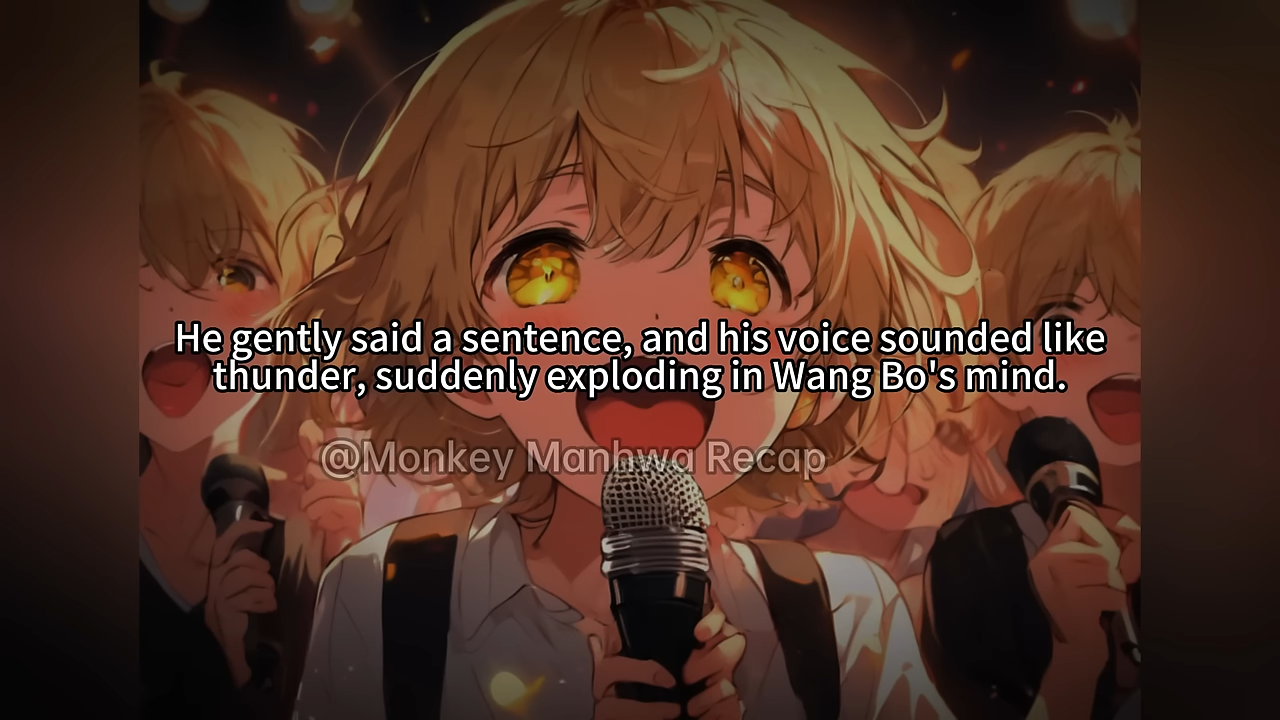 He gently said a sentence, and his voice sounded like
thunder, suddenly exploding in Wang Bo's mind.
@Monkey Manhwa Recap